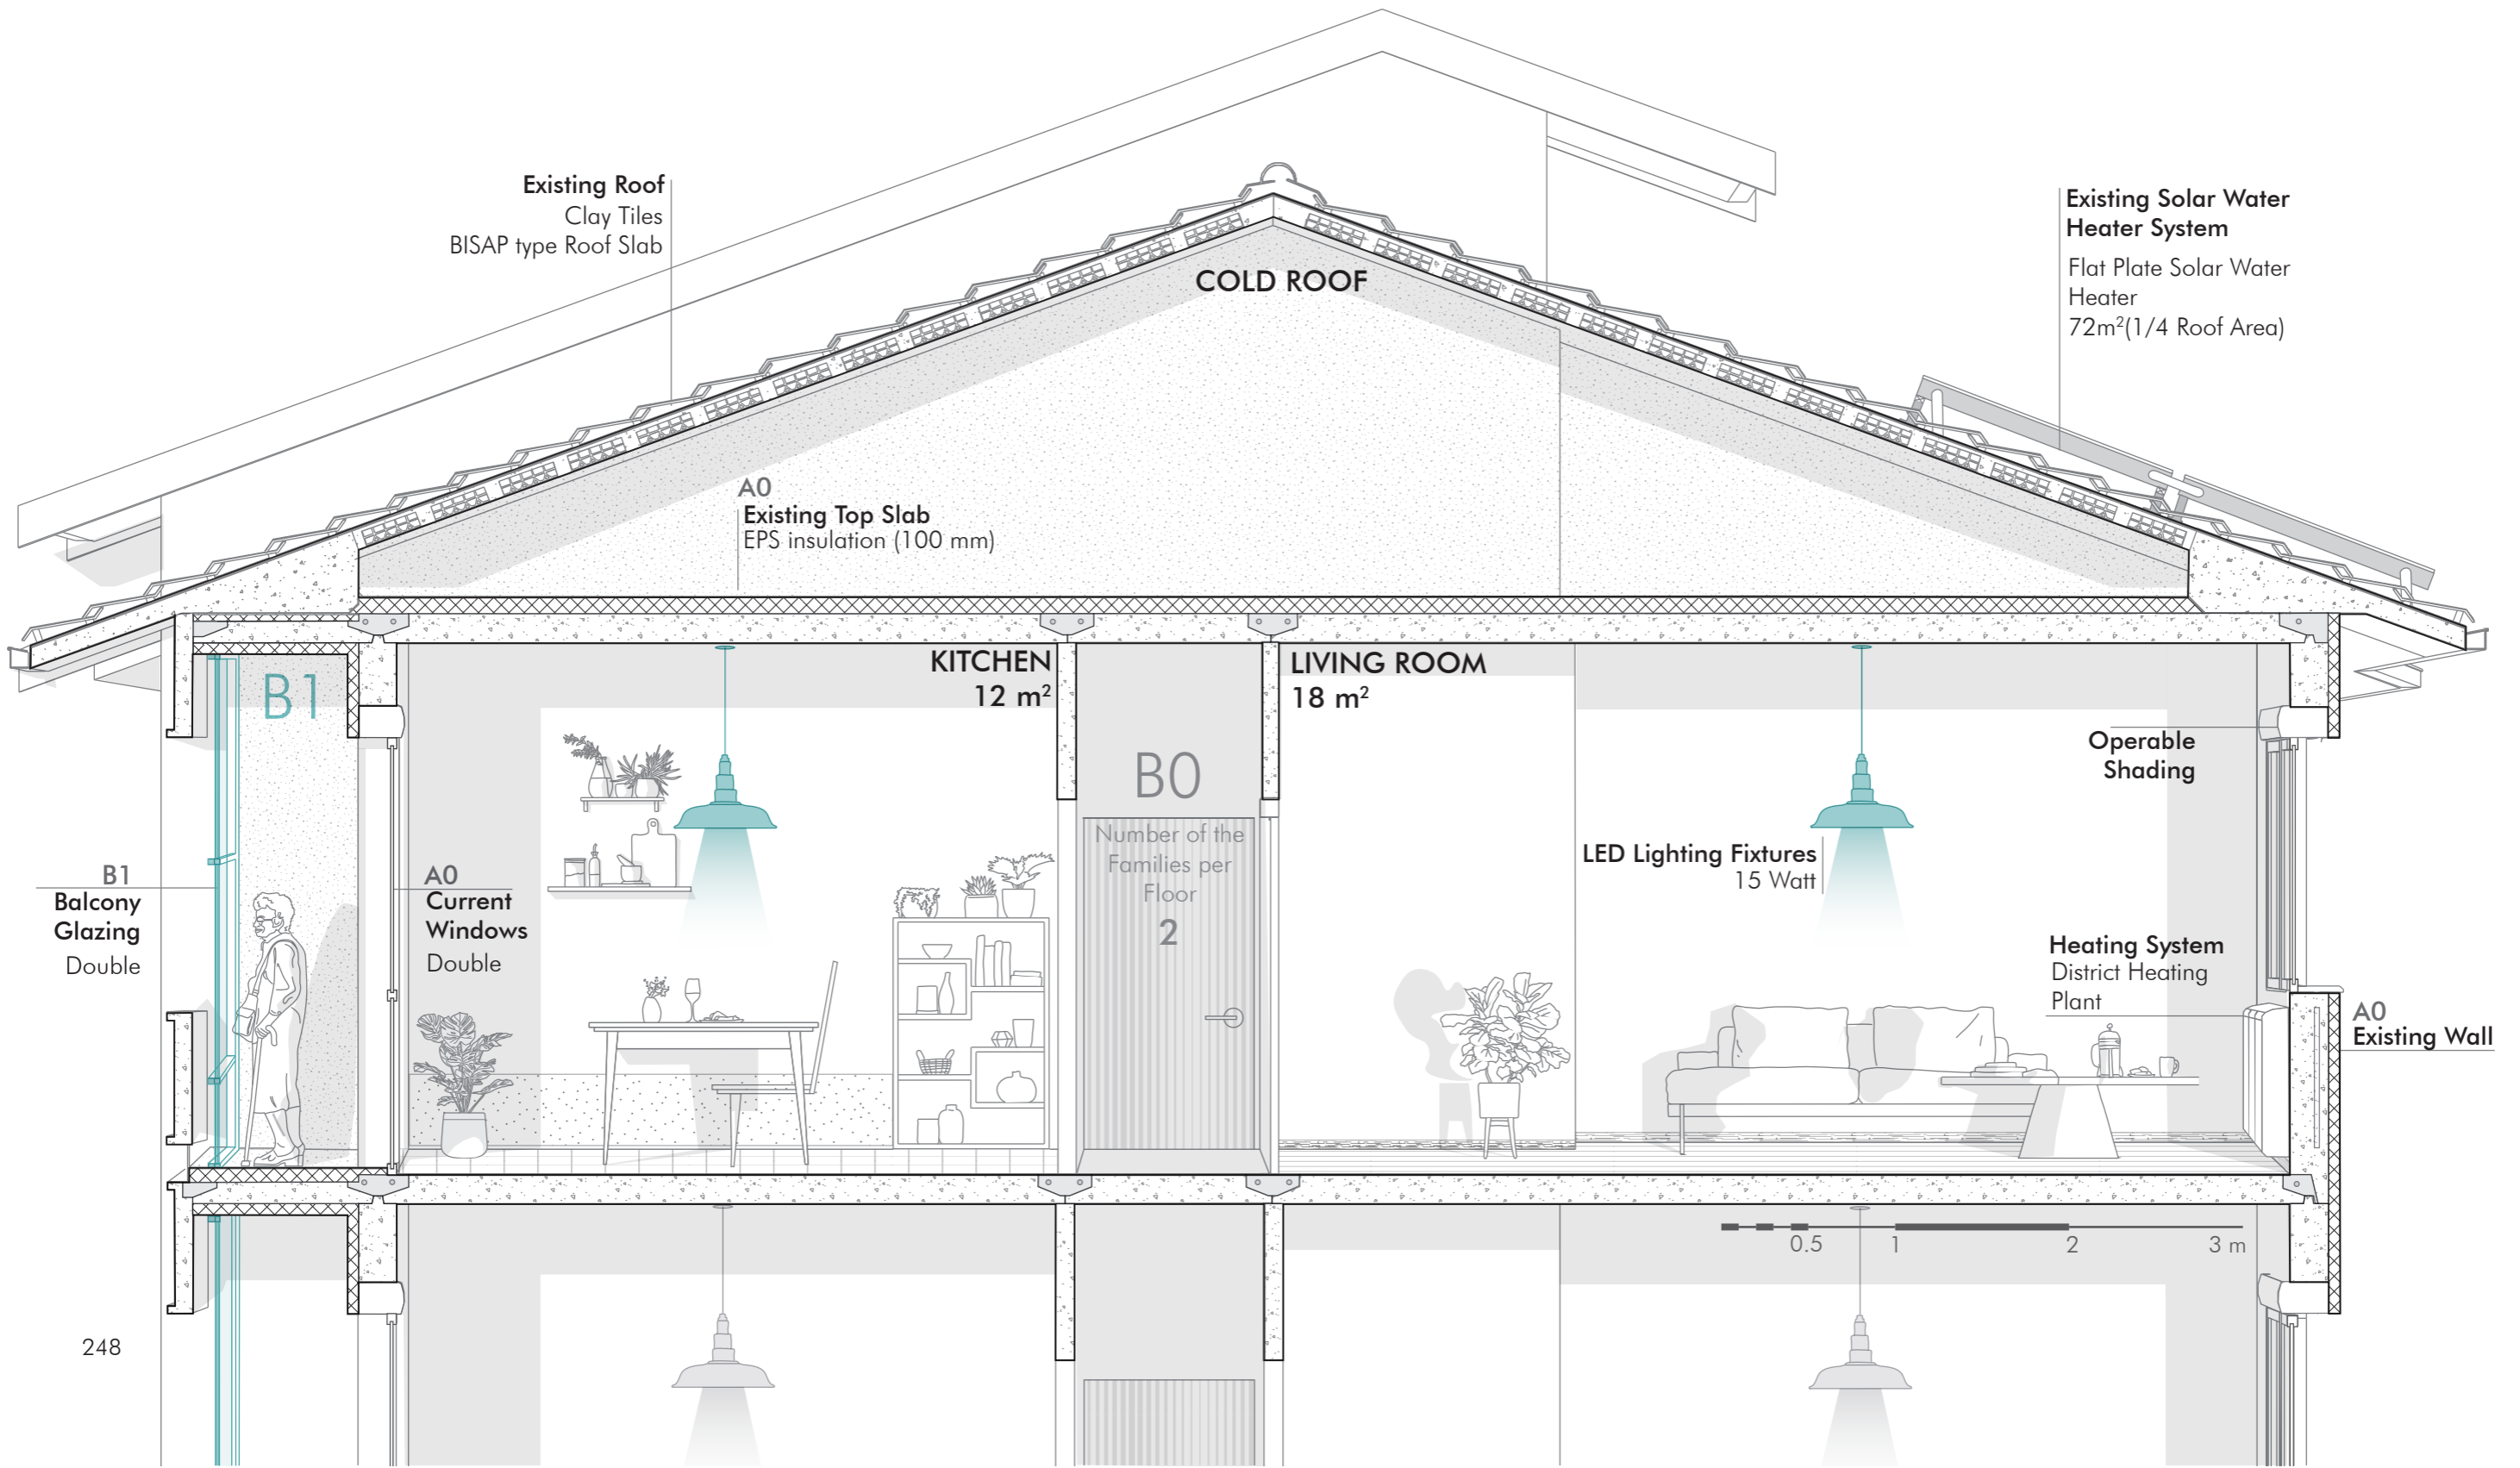 Existing Roof
Clay Tiles
BISAP type Roof Slab
Existing Solar Water
Heater System
Flat Plate Solar Water
Heater
72m²(1/4 Roof Area)
COLD ROOF
A0
Existing Top Slab
EPS insulation (100 mm)
B1
KITCHEN
12 m²
LIVING ROOM
18 m²
B0
Number of the
Families per
Floor
2
Operable
Shading
LED Lighting Fixtures
15 Watt
B1
Balcony
Glazing
Double
A0
Current
Windows
Double
Heating System
District Heating
Plant
A0
Existing Wall
0.5 1 2 3 m
248